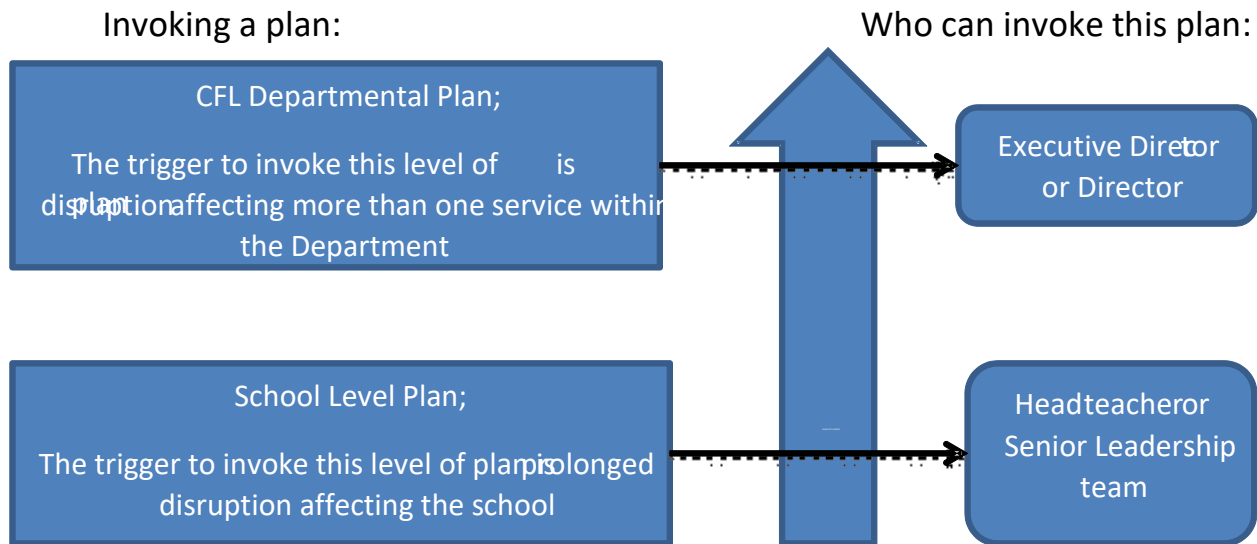 Invoking a plan:
Who can invoke this plan:
CFL Departmental Plan;
The trigger to invoke this level of plan is
disruption affecting more than one service within
the Department
Executive Director
or Director
School Level Plan;
The trigger to invoke this level of plan is prolonged
disruption affecting the school
Headteacher or
Senior Leadership
team